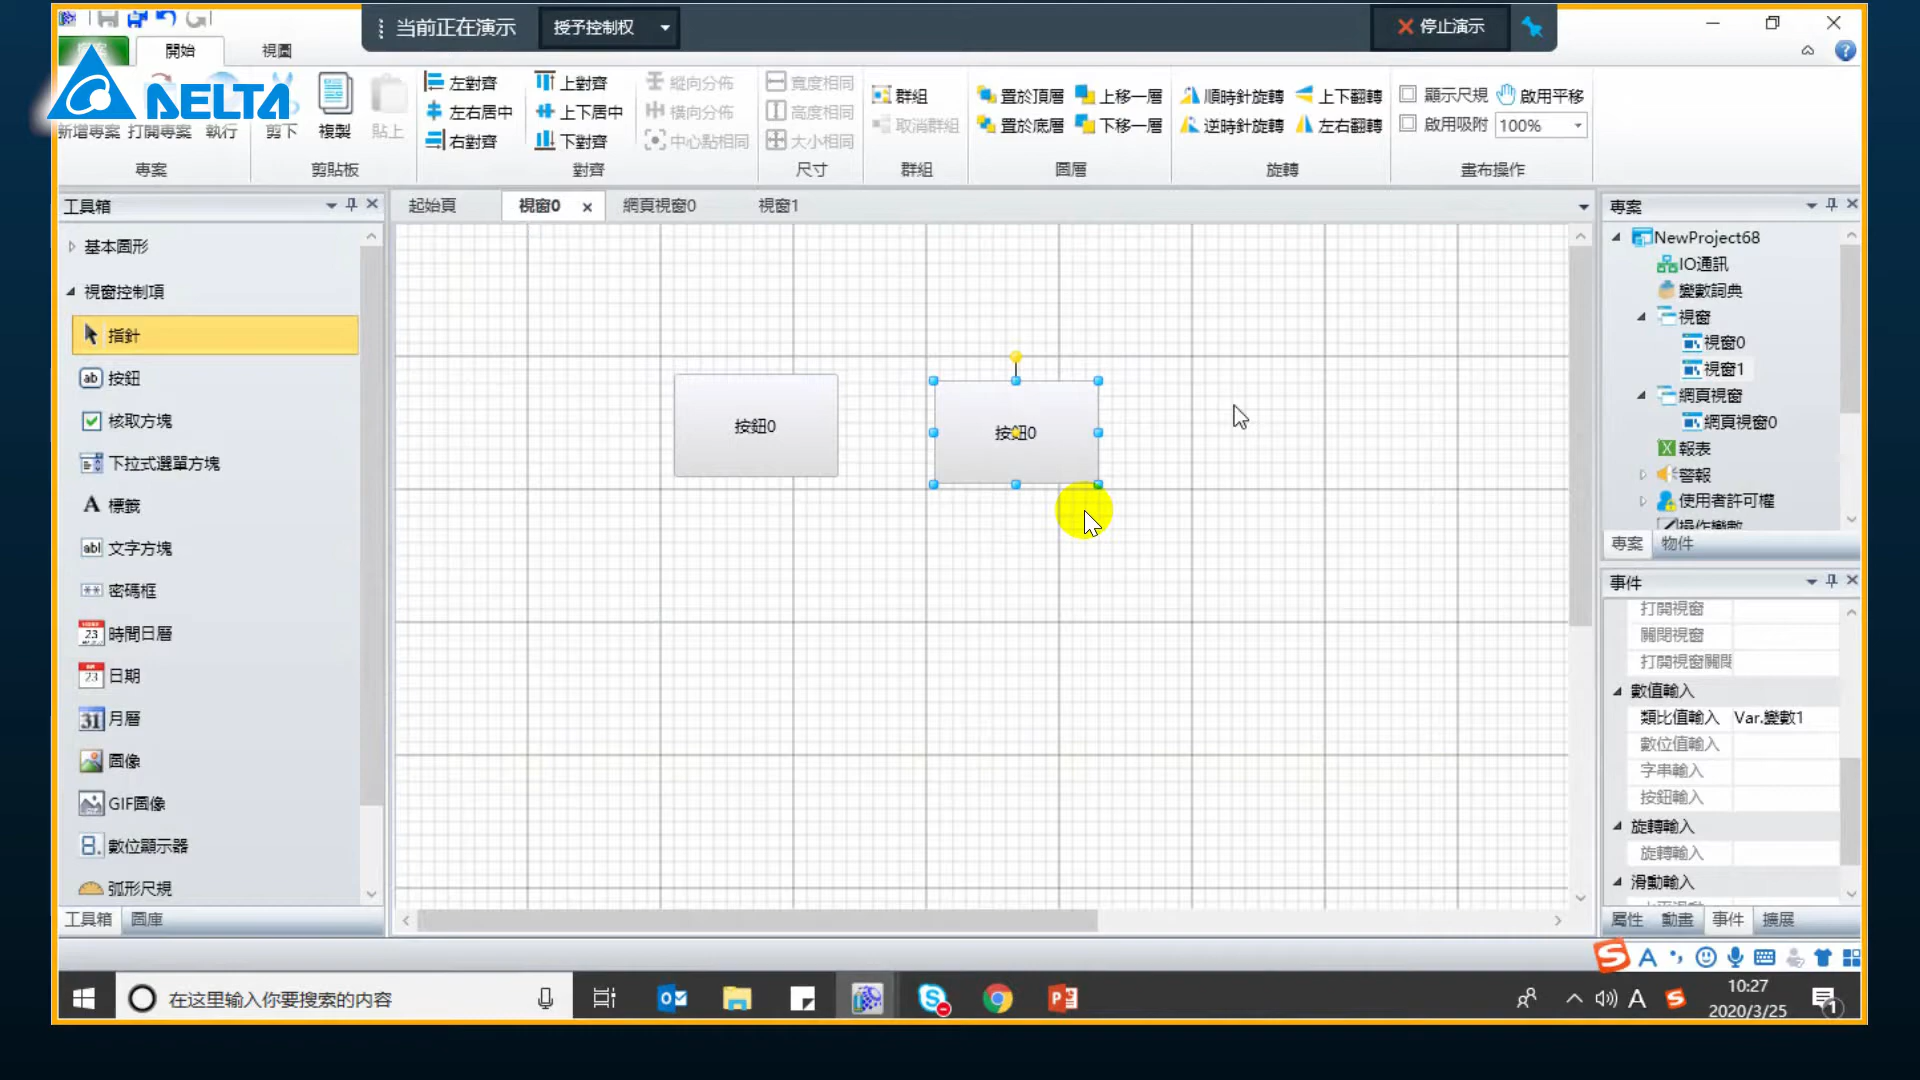 当前正在演示
授予控制权
停止演示
開始
視圖
DELTA
新增專案
打開專案
執行
剪下
複製
貼上
左對齊
左右居中
右對齊
上對齊
上下居中
下對齊
縱向分佈
橫向分佈
中心點相同
寬度相同
高度相同
大小相同
群組
取消群組
置於頂層
置於底層
上移一層
下移一層
順時針旋轉
逆時針旋轉
上下翻轉
左右翻轉
顯示尺規
啟用平移
啟用吸附
100%
專案
剪貼板
對齊
尺寸
群組
圖層
旋轉
畫布操作
工具箱
基本圖形
視窗控制項
指針
按鈕
核取方塊
下拉式選單方塊
標籤
文字方塊
密碼框
時間日曆
日期
月曆
圖像
GIF圖像
數位顯示器
弧形尺規
工具箱
圖庫
起始頁
視窗0
網頁視窗0
視窗1
按鈕0
按鈕0
專案
NewProject68
IO通訊
變數詞典
視窗
視窗0
視窗1
網頁視窗
網頁視窗0
報表
警報
使用者許可權
操作變數
專案
物件
事件
打開視窗
關閉視窗
打開視窗關閉
數值輸入
類比值輸入 Var.變數1
數位值輸入
字串輸入
按鈕輸入
旋轉輸入
旋轉輸入
滑動輸入
屬性
動畫
事件
擴展
在这里输入你要搜索的内容
10:27
2020/3/25